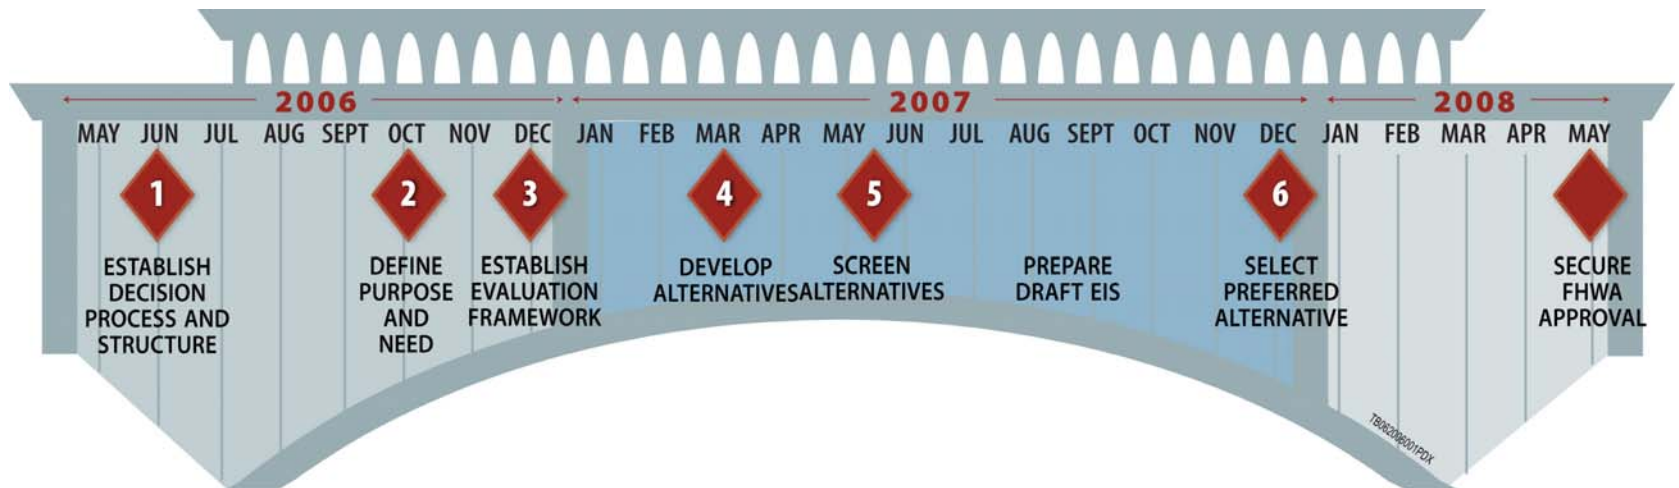 2006 2007 2008
MAY JUN JUL AUG SEPT OCT NOV DEC JAN FEB MAR APR MAY JUN JUL AUG SEPT OCT NOV DEC JAN FEB MAR APR MAY
1 2 3 4 5 6
ESTABLISH
DECISION
PROCESS AND
STRUCTURE
DEFINE
PURPOSE
AND
NEED
ESTABLISH
EVALUATION
FRAMEWORK
DEVELOP
ALTERNATIVES
SCREEN
ALTERNATIVES
PREPARE
DRAFT EIS
SELECT
PREFERRED
ALTERNATIVE
SECURE
FHWA
APPROVAL
TB062006001PDX